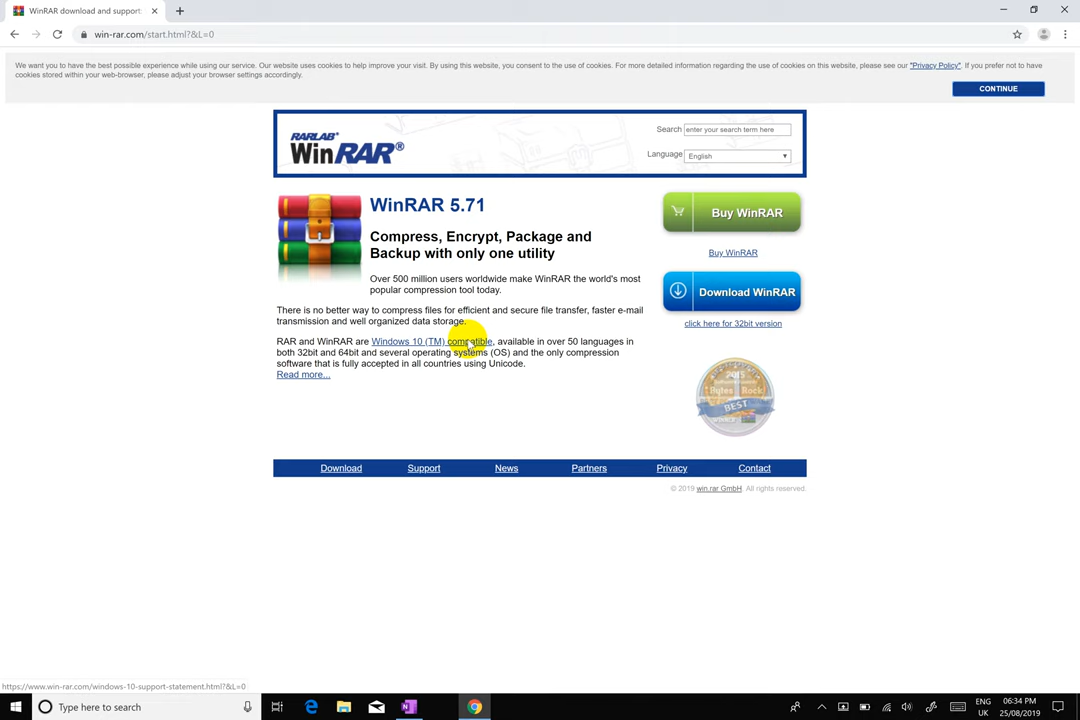 WinRAR download and support:
win-rar.com/start.html?&L=0
We want you to have the best possible experience while using our service. Our website uses cookies to help improve your visit. By using this website, you consent to the use of cookies. For more detailed information regarding the use of cookies on this website, please see our "Privacy Policy". If you prefer not to have
cookies stored within your web-browser, please adjust your browser settings accordingly.
CONTINUE
RARLAB®
WinRAR®
Search enter your search term here
Language English
WinRAR 5.71
Compress, Encrypt, Package and
Backup with only one utility
Over 500 million users worldwide make WinRAR the world's most
popular compression tool today.
There is no better way to compress files for efficient and secure file transfer, faster e-mail
transmission and well organized data storage.
RAR and WinRAR are Windows 10 (TM) compatible, available in over 50 languages in
both 32bit and 64bit and several operating systems (OS) and the only compression
software that is fully accepted in all countries using Unicode.
Read more...
Buy WinRAR
Buy WinRAR
Download WinRAR
click here for 32bit version
2015
Bytes Rock
BEST
Download Support News Partners Privacy Contact
© 2019 win.rar GmbH. All rights reserved.
https://www.win-rar.com/windows-10-support-statement.html?&L=0
Type here to search
ENG
UK
06:34 PM
25/08/2019